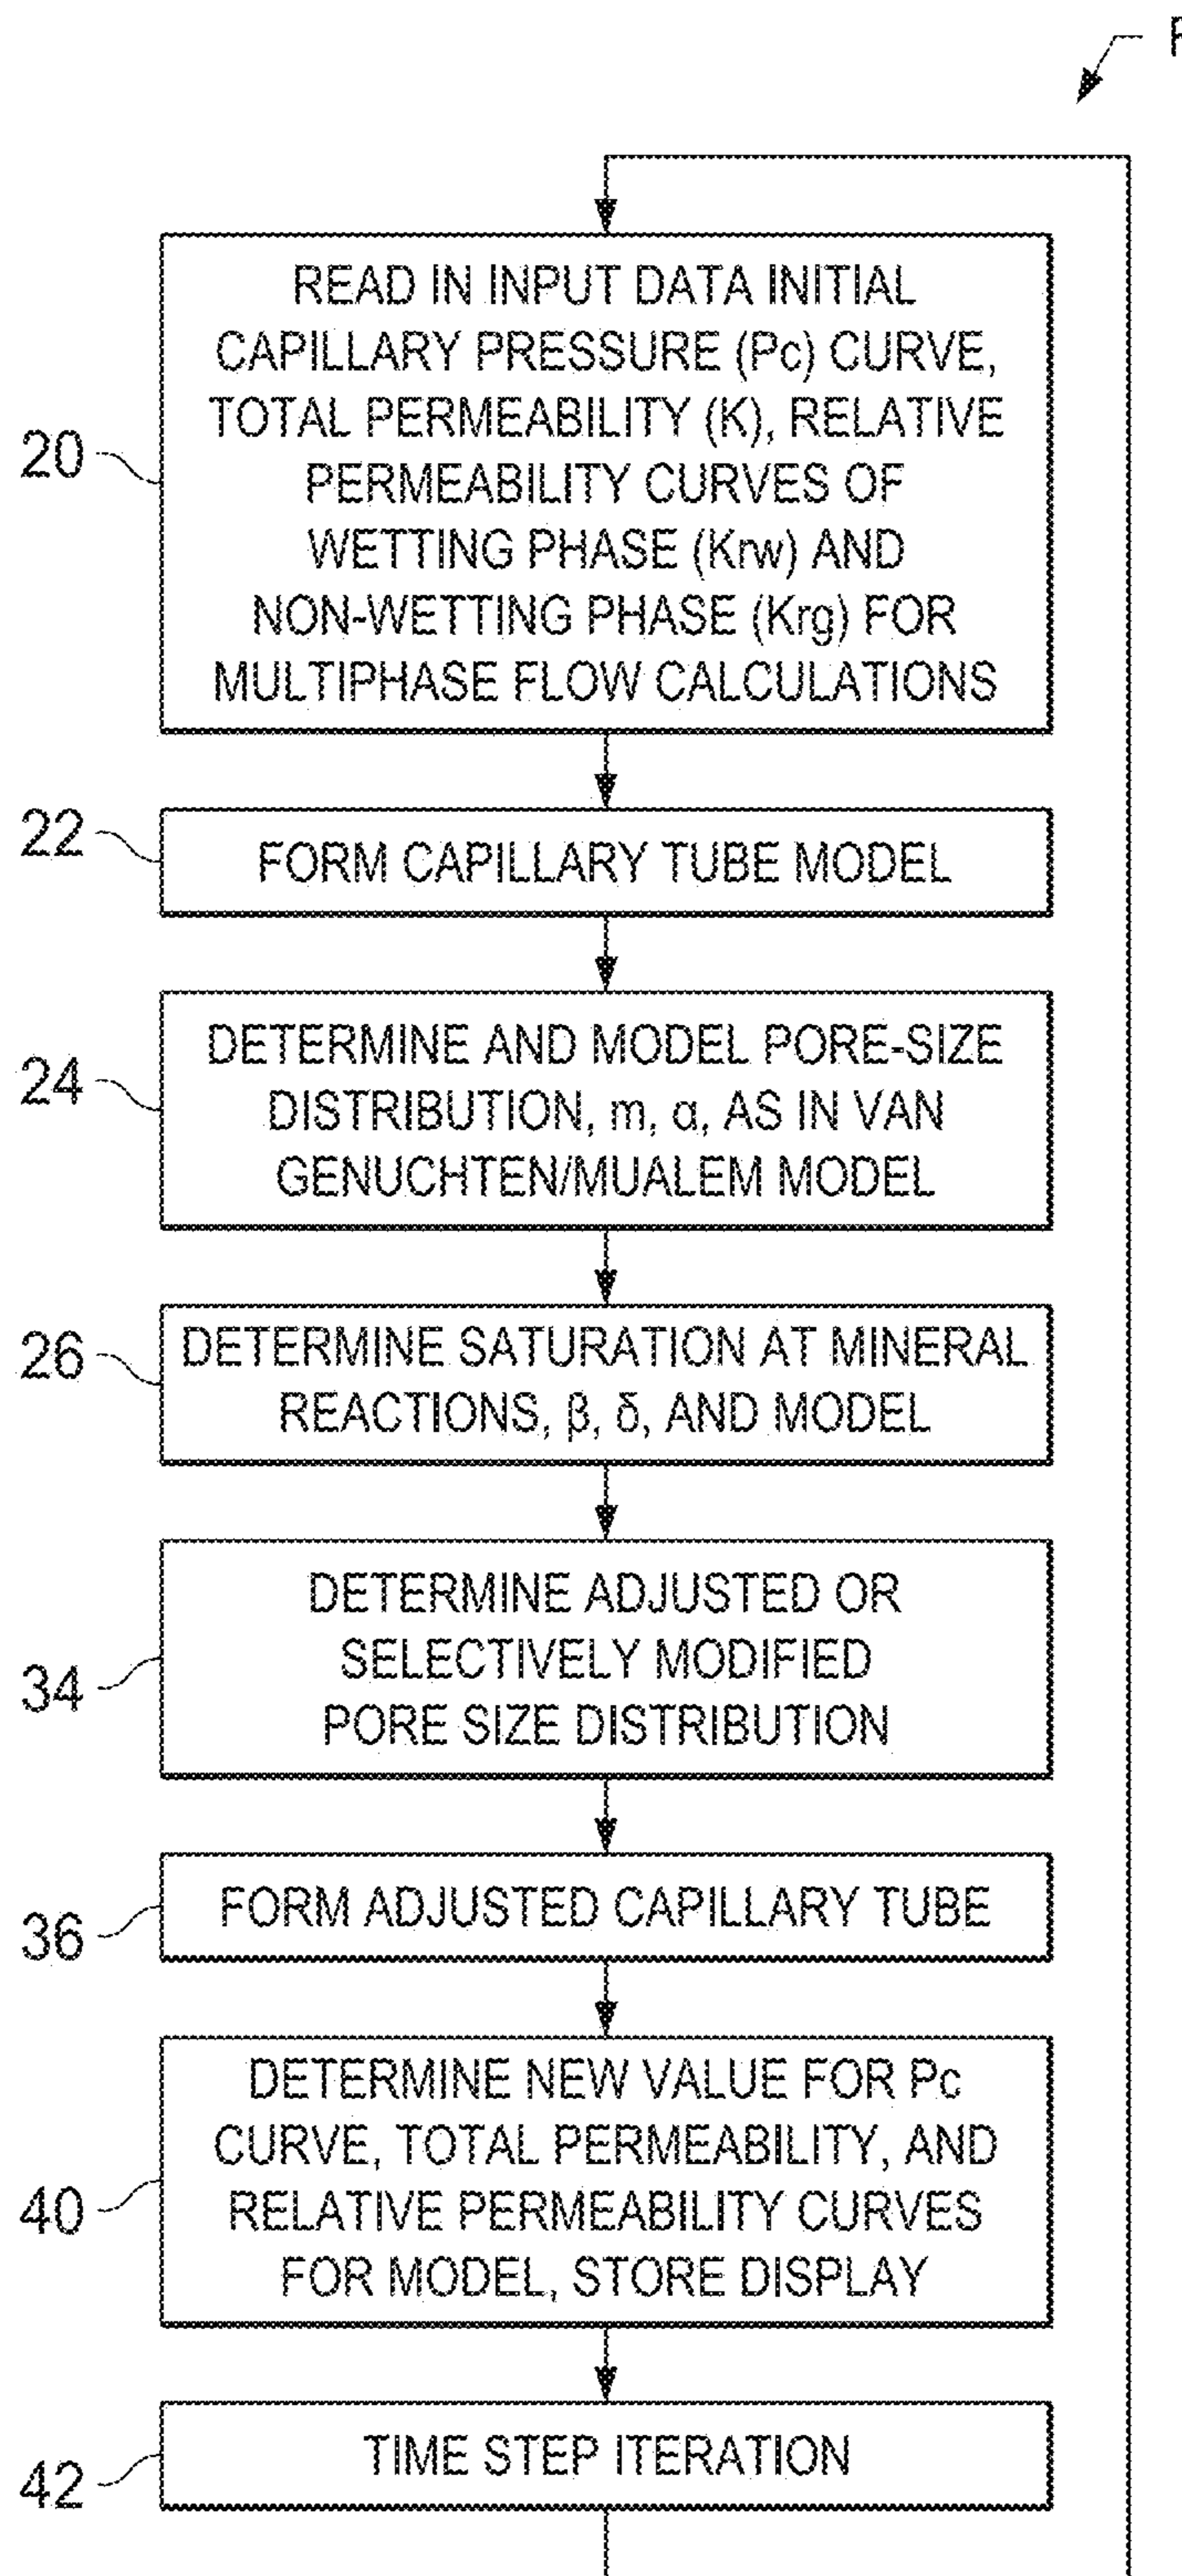 F
READ IN INPUT DATA INITIAL
CAPILLARY PRESSURE (Pc) CURVE,
TOTAL PERMEABILITY (K), RELATIVE
PERMEABILITY CURVES OF
WETTING PHASE (Krw) AND
NON-WETTING PHASE (Krg) FOR
MULTIPHASE FLOW CALCULATIONS
20
FORM CAPILLARY TUBE MODEL
22
DETERMINE AND MODEL PORE-SIZE
DISTRIBUTION, m, α, AS IN VAN
GENUCHTEN/MUALEM MODEL
24
DETERMINE SATURATION AT MINERAL
REACTIONS, β, δ, AND MODEL
26
DETERMINE ADJUSTED OR
SELECTIVELY MODIFIED
PORE SIZE DISTRIBUTION
34
FORM ADJUSTED CAPILLARY TUBE
36
DETERMINE NEW VALUE FOR Pc
CURVE, TOTAL PERMEABILITY, AND
RELATIVE PERMEABILITY CURVES
FOR MODEL, STORE DISPLAY
40
TIME STEP ITERATION
42